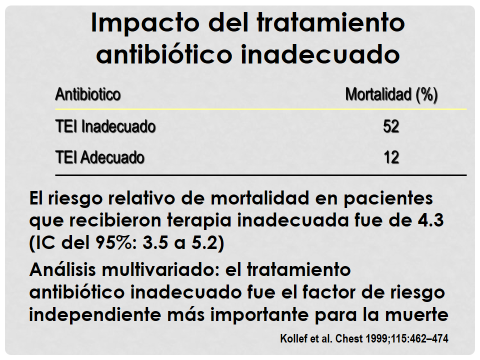 Impacto del tratamiento
antibiótico inadecuado
Antibiotico Mortalidad (%)
TEI Inadecuado 52
TEI Adecuado 12
El riesgo relativo de mortalidad en pacientes
que recibieron terapia inadecuada fue de 4.3
(IC del 95%: 3.5 a 5.2)
Análisis multivariado: el tratamiento
antibiótico inadecuado fue el factor de riesgo
independiente más importante para la muerte
Kollef et al. Chest 1999;115:462–474